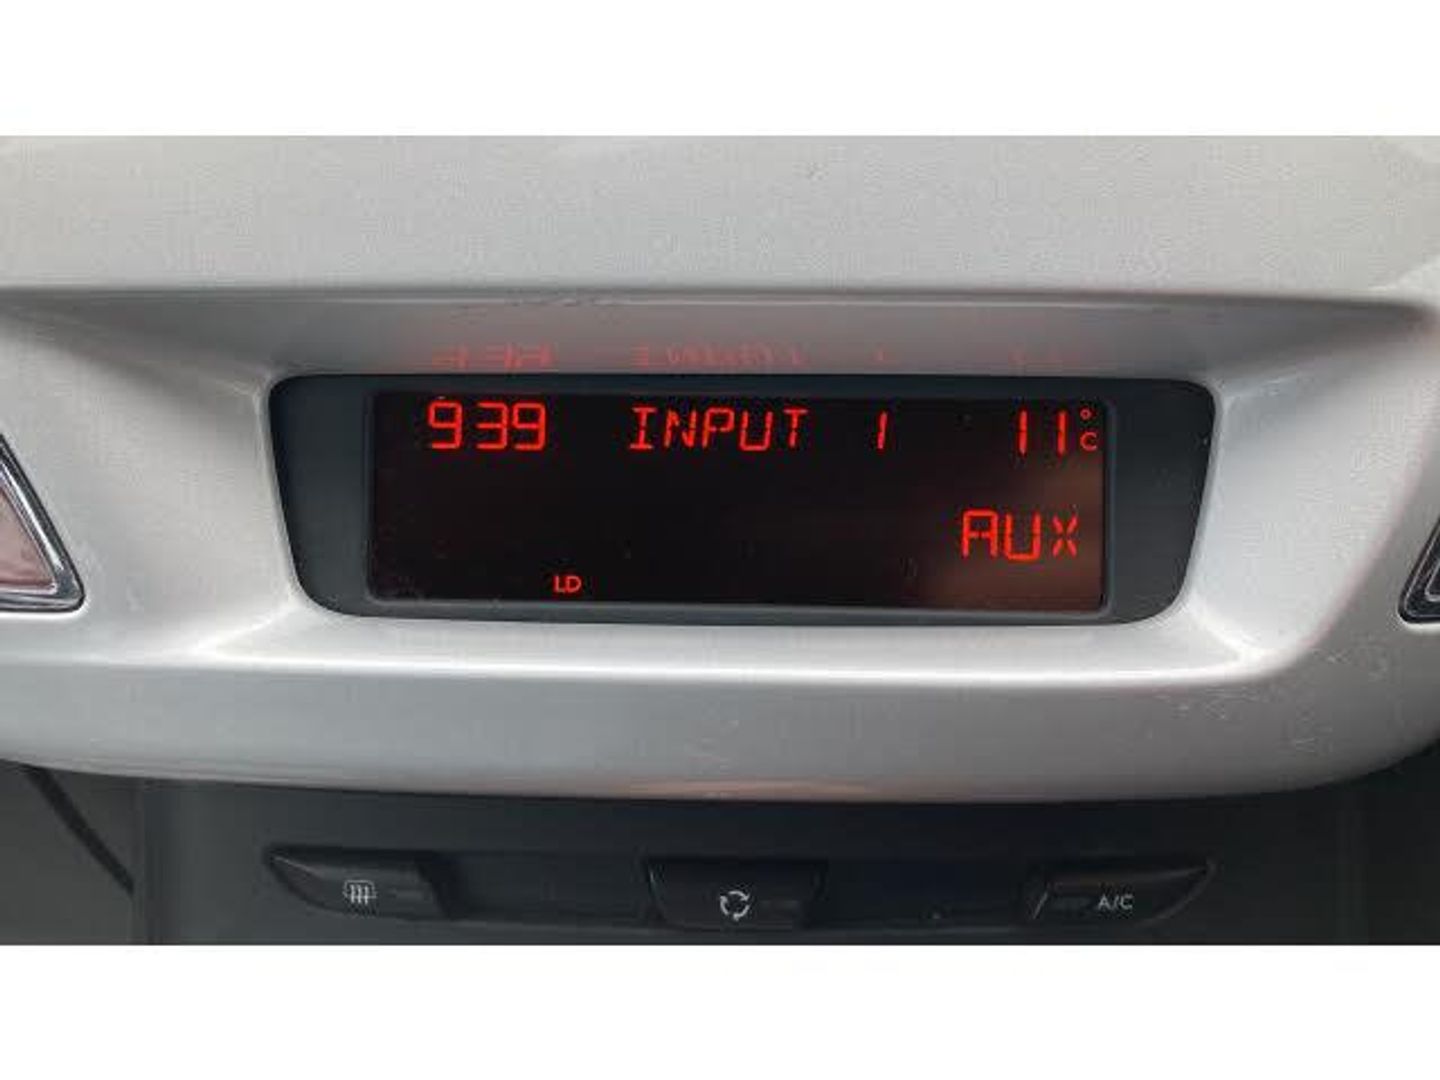 939 INPUT 1 11°C
AUX
LD
A/C